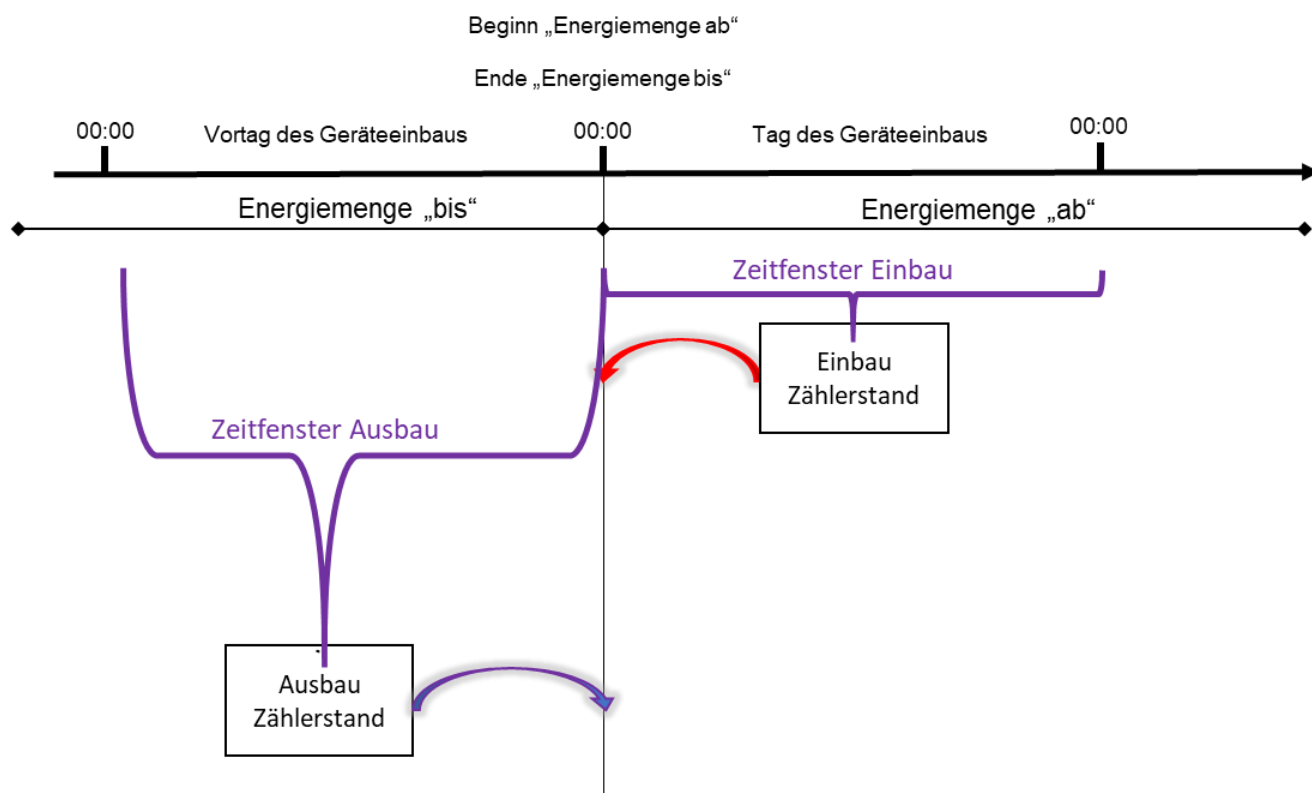 Beginn „Energiemenge ab“
Ende „Energiemenge bis“
00:00 Vortag des Geräteeinbaus 00:00 Tag des Geräteeinbaus 00:00
Energiemenge „bis“ Energiemenge „ab“
Zeitfenster Einbau
Einbau
Zählerstand
Zeitfenster Ausbau
Ausbau
Zählerstand